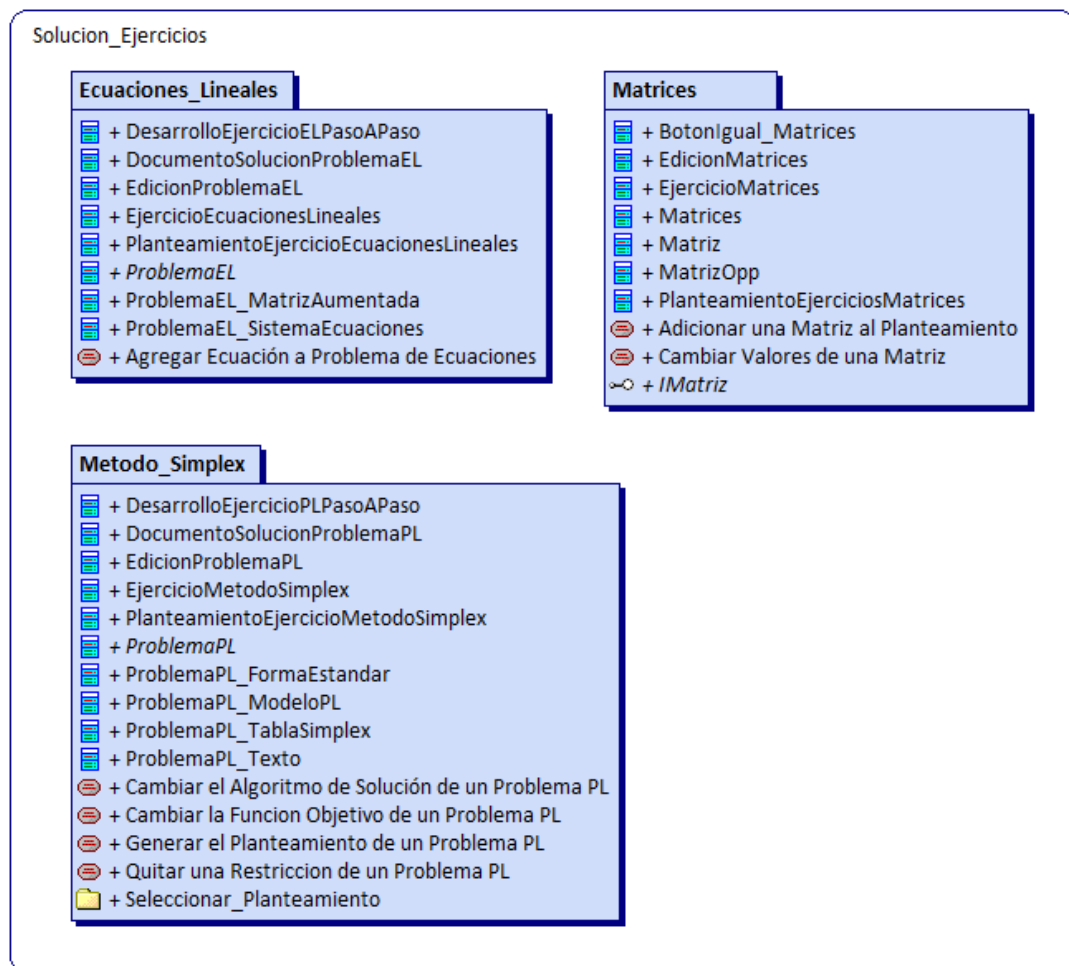 Solucion_Ejercicios
Ecuaciones_Lineales
+ DesarrolloEjercicioELPasoAPaso
+ DocumentoSolucionProblemaEL
+ EdicionProblemaEL
+ EjercicioEcuacionesLineales
+ PlanteamientoEjercicioEcuacionesLineales
+ ProblemaEL
+ ProblemaEL_MatrizAumentada
+ ProblemaEL_SistemaEcuaciones
+ Agregar Ecuación a Problema de Ecuaciones
Matrices
+ BotonIgual_Matrices
+ EdicionMatrices
+ EjercicioMatrices
+ Matrices
+ Matriz
+ MatrizOpp
+ PlanteamientoEjerciciosMatrices
+ Adicionar una Matriz al Planteamiento
+ Cambiar Valores de una Matriz
+ IMatriz
Metodo_Simplex
+ DesarrolloEjercicioPLPasoAPaso
+ DocumentoSolucionProblemaPL
+ EdicionProblemaPL
+ EjercicioMetodoSimplex
+ PlanteamientoEjercicioMetodoSimplex
+ ProblemaPL
+ ProblemaPL_FormaEstandar
+ ProblemaPL_ModeloPL
+ ProblemaPL_TablaSimplex
+ ProblemaPL_Texto
+ Cambiar el Algoritmo de Solución de un Problema PL
+ Cambiar la Funcion Objetivo de un Problema PL
+ Generar el Planteamiento de un Problema PL
+ Quitar una Restriccion de un Problema PL
+ Seleccionar_Planteamiento